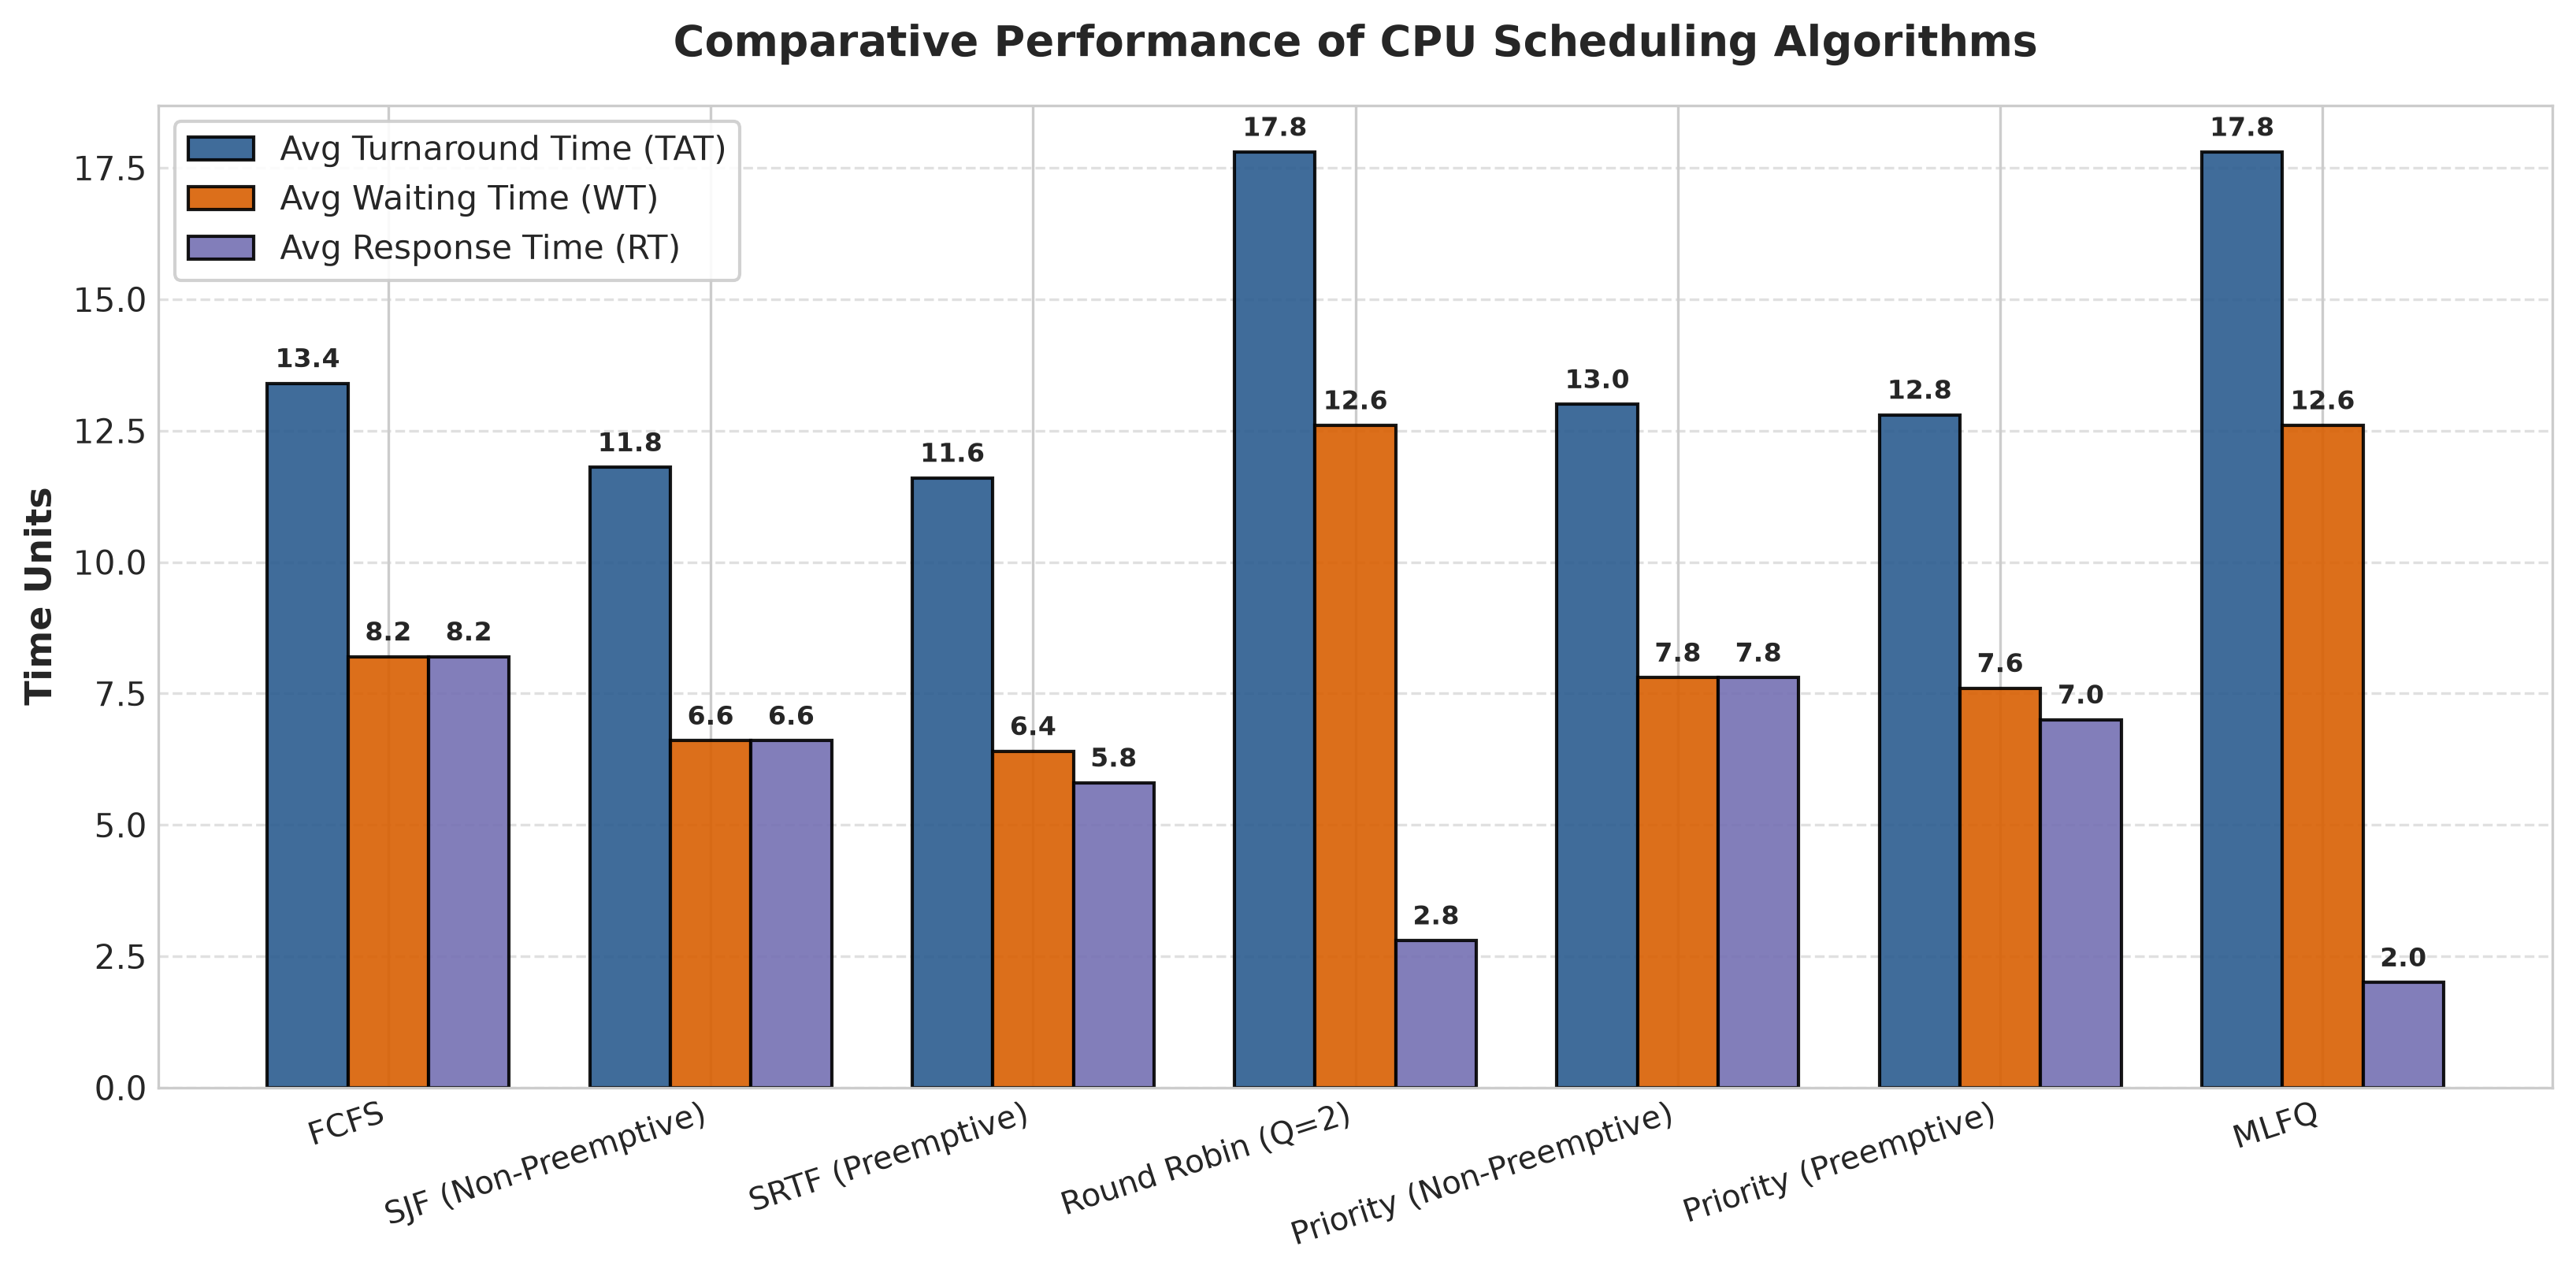 Comparative Performance of CPU Scheduling Algorithms
Avg Turnaround Time (TAT)
Avg Waiting Time (WT)
Avg Response Time (RT)
Time Units
17.5
15.0
12.5
10.0
7.5
5.0
2.5
0.0
13.4
8.2
8.2
11.8
6.6
6.6
11.6
6.4
5.8
17.8
12.6
2.8
13.0
7.8
7.8
12.8
7.6
7.0
17.8
12.6
2.0
FCFS
SJF (Non-Preemptive)
SRTF (Preemptive)
Round Robin (Q=2)
Priority (Non-Preemptive)
Priority (Preemptive)
MLFQ